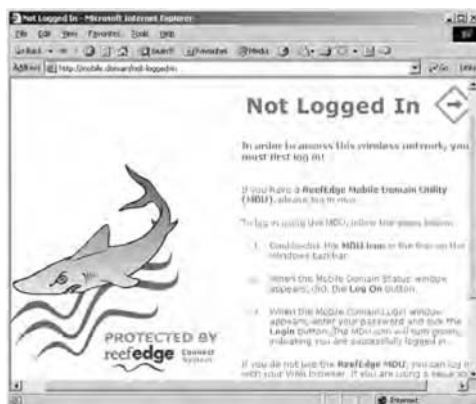 Not Logged In - Microsoft Internet Explorer
File Edit View Favorites Tools Help
Search Favorites Media
Address http://mobile.domain/not-logged-in
Go Links
Not Logged In
In order to access this wireless network, you
must first log in!
If you have a ReefEdge Mobile Domain Utility
(MDU), please log in now.
To log in using the MDU, follow the steps below:
1. Double-click the MDU icon in the tray on the
Windows taskbar.
2. When the Mobile Domain Status window
appears, click the Log On button.
3. When the Mobile Domain Login window
appears, enter your password and click the
Login button. The MDU icon will turn green,
indicating you are successfully logged in.
If you do not use the ReefEdge MDU, you can log in
with your Web browser. If you are using a
PROTECTED BY
reefedge Connect
System
Internet